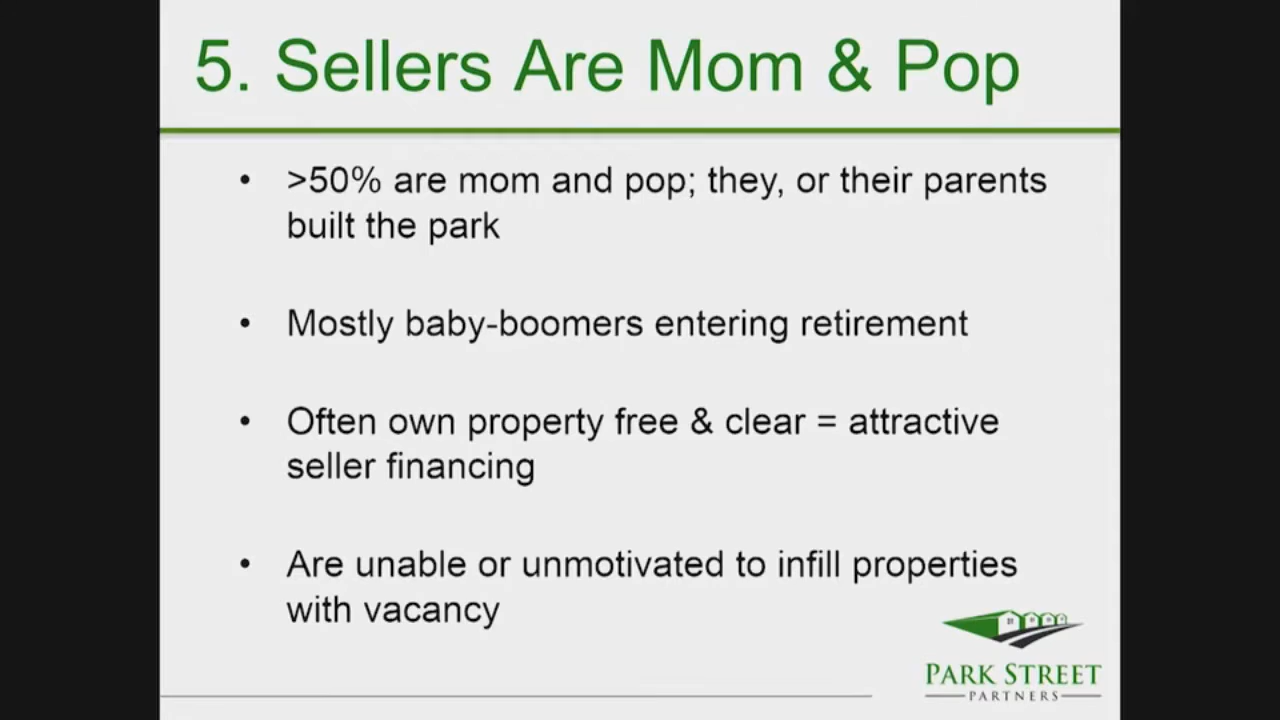 5. Sellers Are Mom & Pop
• >50% are mom and pop; they, or their parents
built the park
• Mostly baby-boomers entering retirement
• Often own property free & clear = attractive
seller financing
• Are unable or unmotivated to infill properties
with vacancy
PARK STREET
PARTNERS